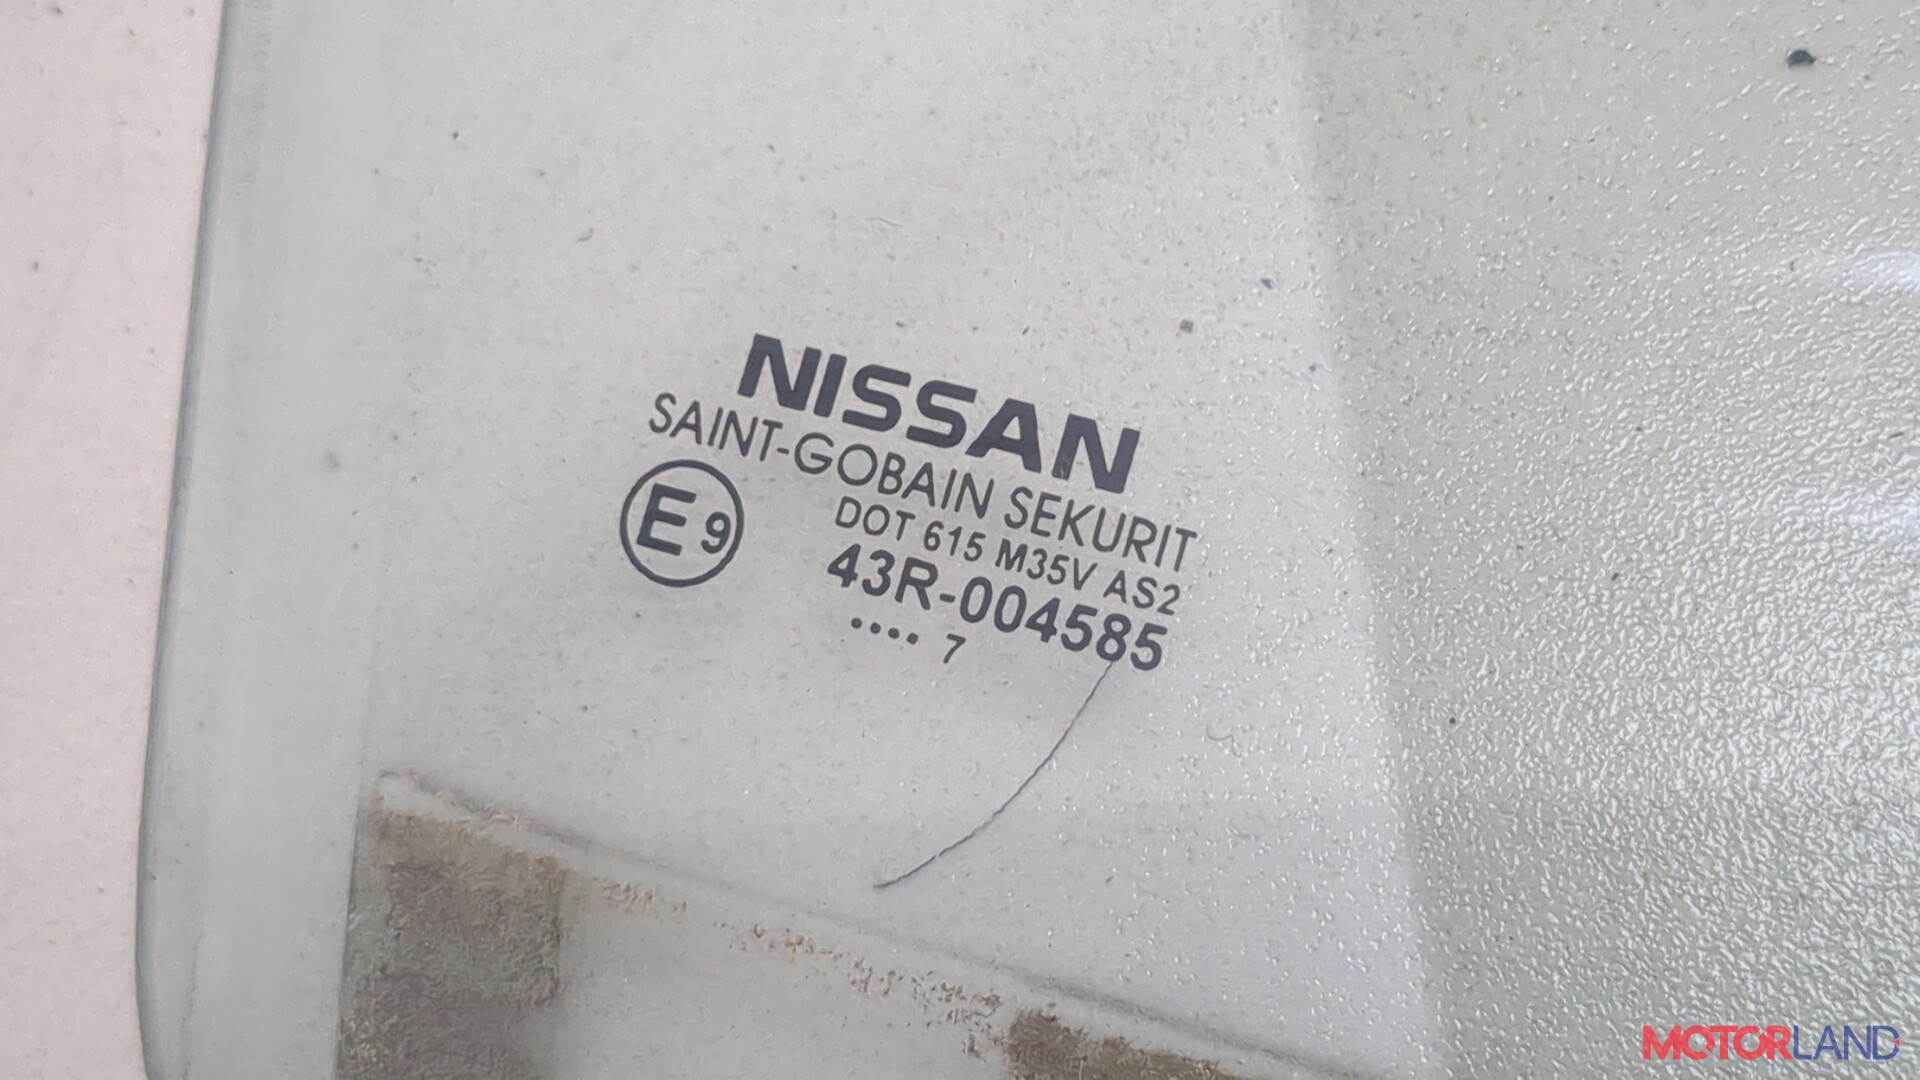 NISSAN
SAINT-GOBAIN SEKURIT
E9
DOT 615 M35V AS2
43R-004585
.... 7
MOTORLAND